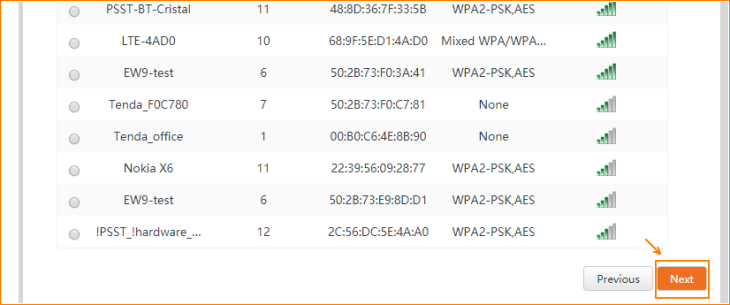 PSST-BT-Cristal 11 48:8D:36:7F:33:5B WPA2-PSK,AES
LTE-4AD0 10 68:9F:5E:D1:4A:D0 Mixed WPA/WPA...
EW9-test 6 50:2B:73:F0:3A:41 WPA2-PSK,AES
Tenda_F0C780 7 50:2B:73:F0:C7:81 None
Tenda_office 1 00:B0:C6:4E:8B:90 None
Nokia X6 11 22:39:56:09:28:77 WPA2-PSK,AES
EW9-test 6 50:2B:73:E9:8D:D1 WPA2-PSK,AES
!PSST_!hardware_... 12 2C:56:DC:5E:4A:A0 WPA2-PSK,AES
Previous Next